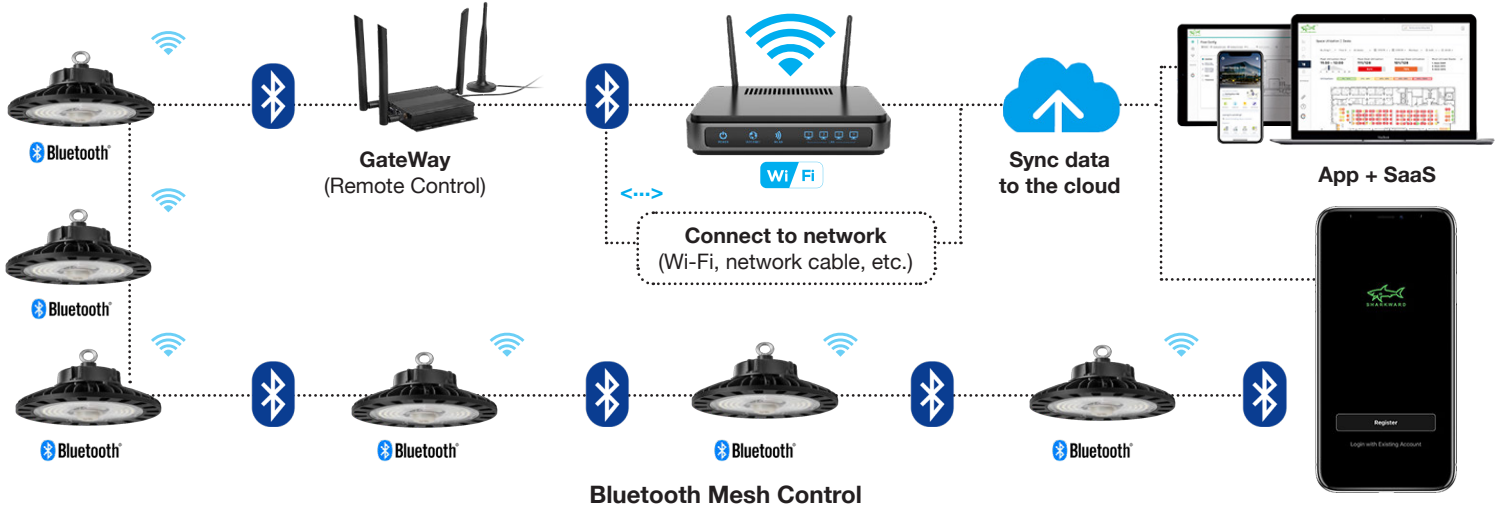 Bluetooth®
GateWay
(Remote Control)
Wi Fi
<···>
Sync data
to the cloud
App + SaaS
Connect to network
(Wi-Fi, network cable, etc.)
Bluetooth®
SHARKWARD
Register
Login with Existing Account
Bluetooth®
Bluetooth®
Bluetooth®
Bluetooth®
Bluetooth Mesh Control